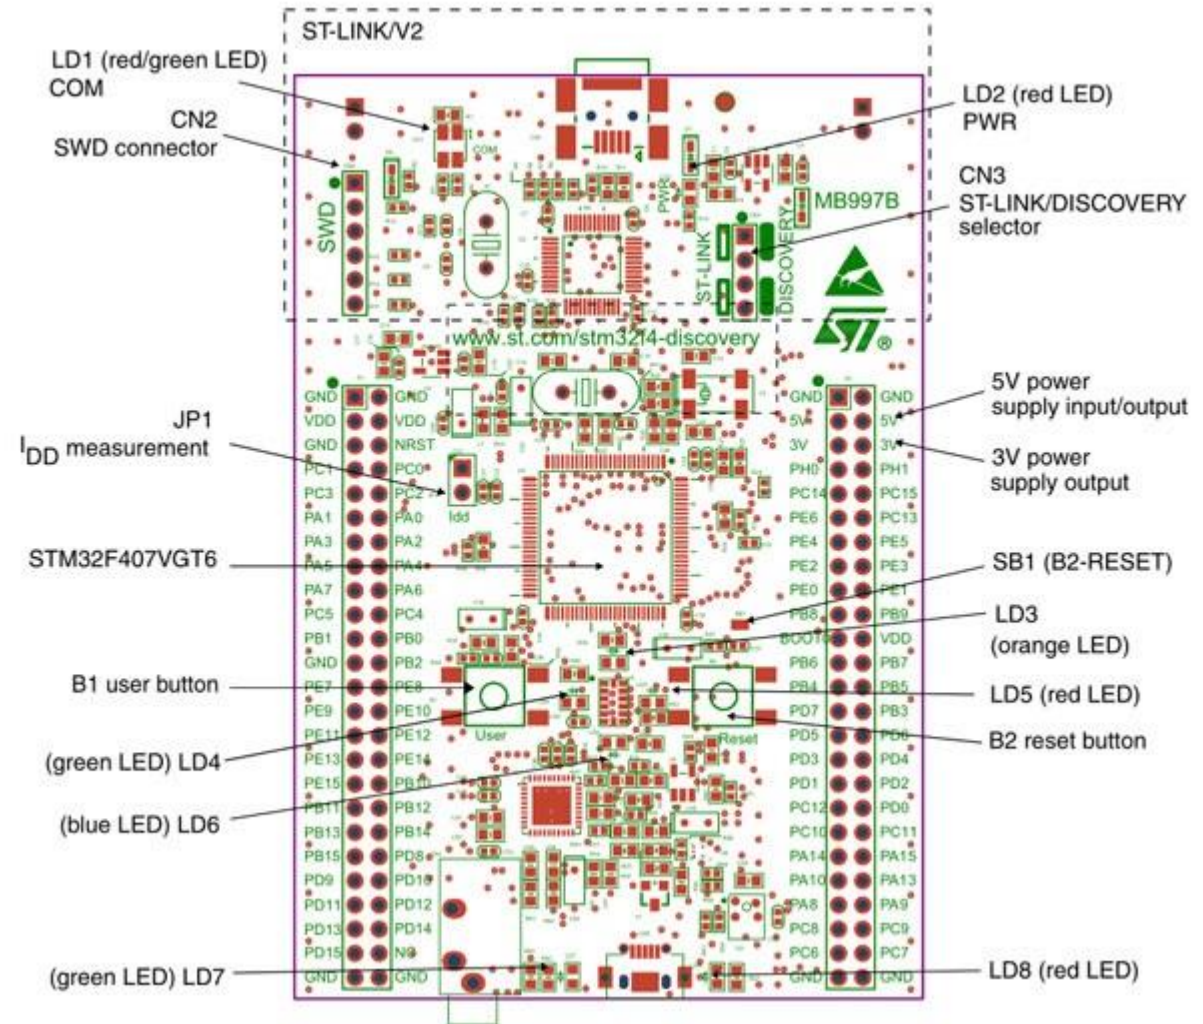 ST-LINK/V2
LD1 (red/green LED)
COM
CN2
SWD connector
LD2 (red LED)
PWR
CN3
ST-LINK/DISCOVERY
selector
COM
PWR
MB997B
SWD
ST-LINK
DISCOVERY
®
www.st.com/stm32f4-discovery
JP1
IDD measurement
STM32F407VGT6
B1 user button
(green LED) LD4
(blue LED) LD6
(green LED) LD7
5V power
supply input/output
3V power
supply output
SB1 (B2-RESET)
LD3
(orange LED)
LD5 (red LED)
B2 reset button
LD8 (red LED)
Idd
User
Reset
GND GND
VDD VDD
GND NRST
PC1 PC0
PC3 PC2
PA1 PA0
PA3 PA2
PA5 PA4
PA7 PA6
PC5 PC4
PB1 PB0
GND PB2
PE7 PE8
PE9 PE10
PE11 PE12
PE13 PE14
PE15 PB10
PB11 PB12
PB13 PB14
PB15 PD8
PD9 PD10
PD11 PD12
PD13 PD14
PD15 NC
GND GND
GND GND
5V 5V
3V 3V
PH0 PH1
PC14 PC15
PE6 PC13
PE4 PE5
PE2 PE3
PE0 PE1
PB8 PB9
BOOT0 VDD
PB6 PB7
PB4 PB5
PD7 PB3
PD5 PD6
PD3 PD4
PD1 PD2
PC12 PD0
PC10 PC11
PA14 PA15
PA10 PA13
PA8 PA9
PC8 PC9
PC6 PC7
GND GND